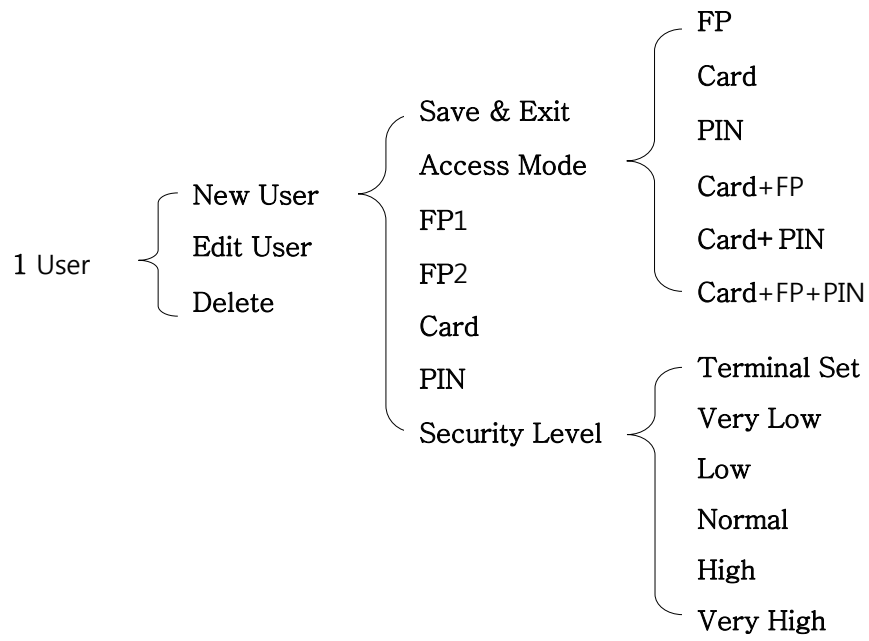 1 User
New User
Edit User
Delete
Save & Exit
Access Mode
FP1
FP2
Card
PIN
Security Level
FP
Card
PIN
Card+FP
Card+ PIN
Card+FP+PIN
Terminal Set
Very Low
Low
Normal
High
Very High